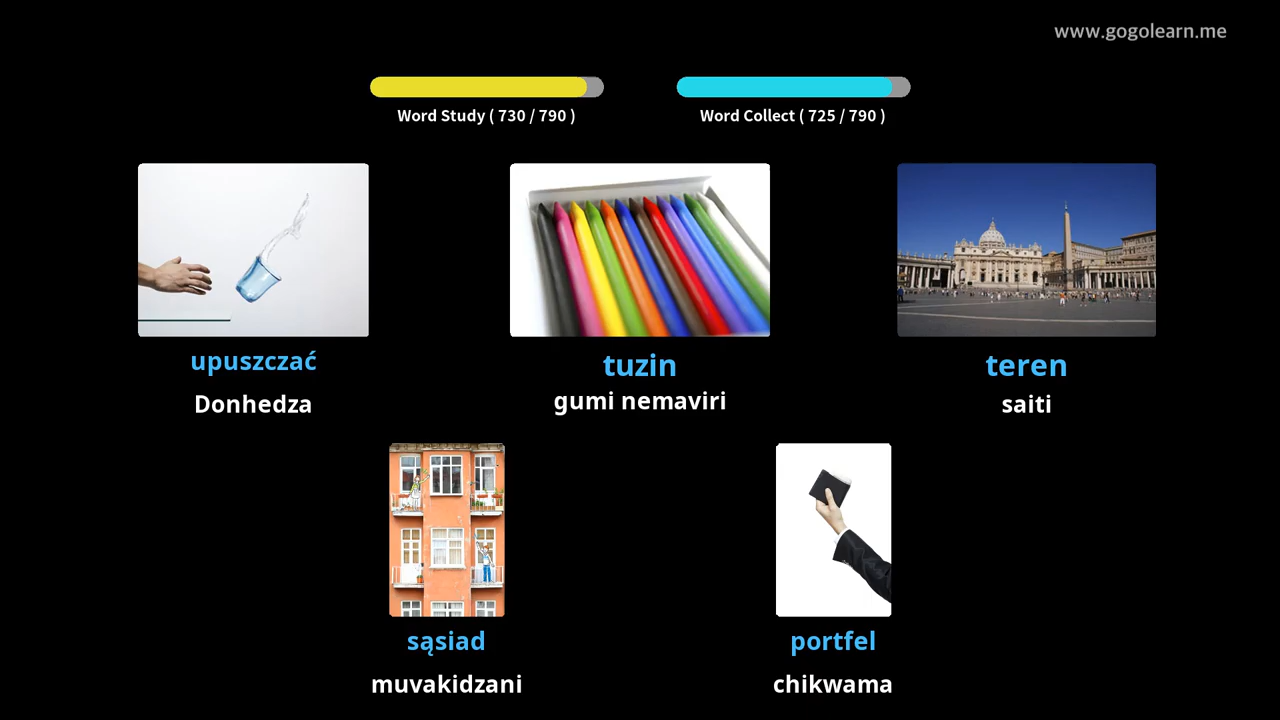 www.gogolearn.me
Word Study ( 730 / 790 )
Word Collect ( 725 / 790 )
upuszczać
Donhedza
tuzin
gumi nemaviri
teren
saiti
sąsiad
muvakidzani
portfel
chikwama